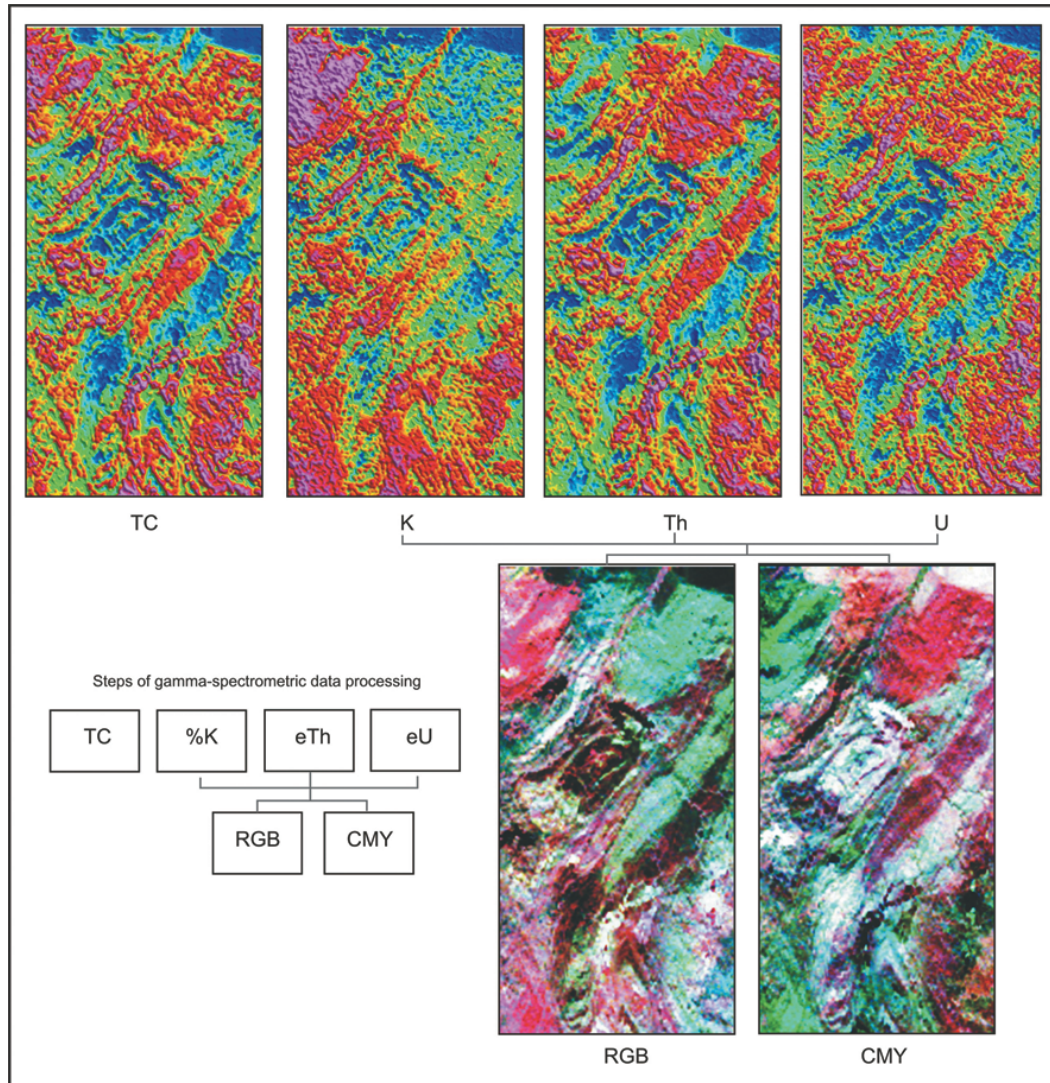 TC
K
Th
U
Steps of gamma-spectrometric data processing
TC
%K
eTh
eU
RGB
CMY
RGB
CMY